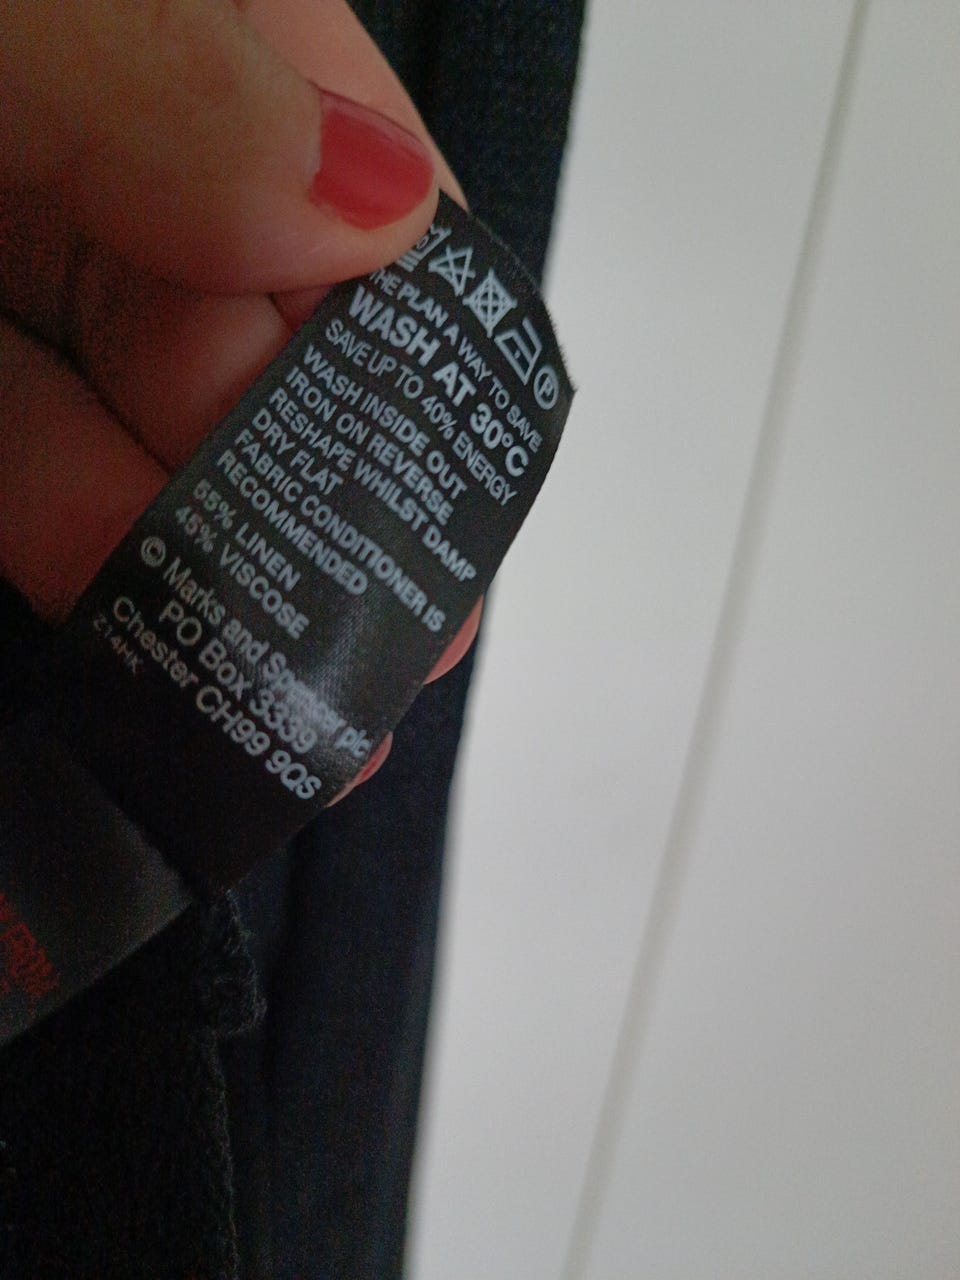 THE PLAN A WAY TO SAVE
WASH AT 30°C
SAVE UP TO 40% ENERGY
WASH INSIDE OUT
IRON ON REVERSE
RESHAPE WHILST DAMP
DRY FLAT
FABRIC CONDITIONER IS
RECOMMENDED
55% LINEN
45% VISCOSE
© Marks and Spencer plc
PO Box 3339
Chester CH99 9QS
Z14HK